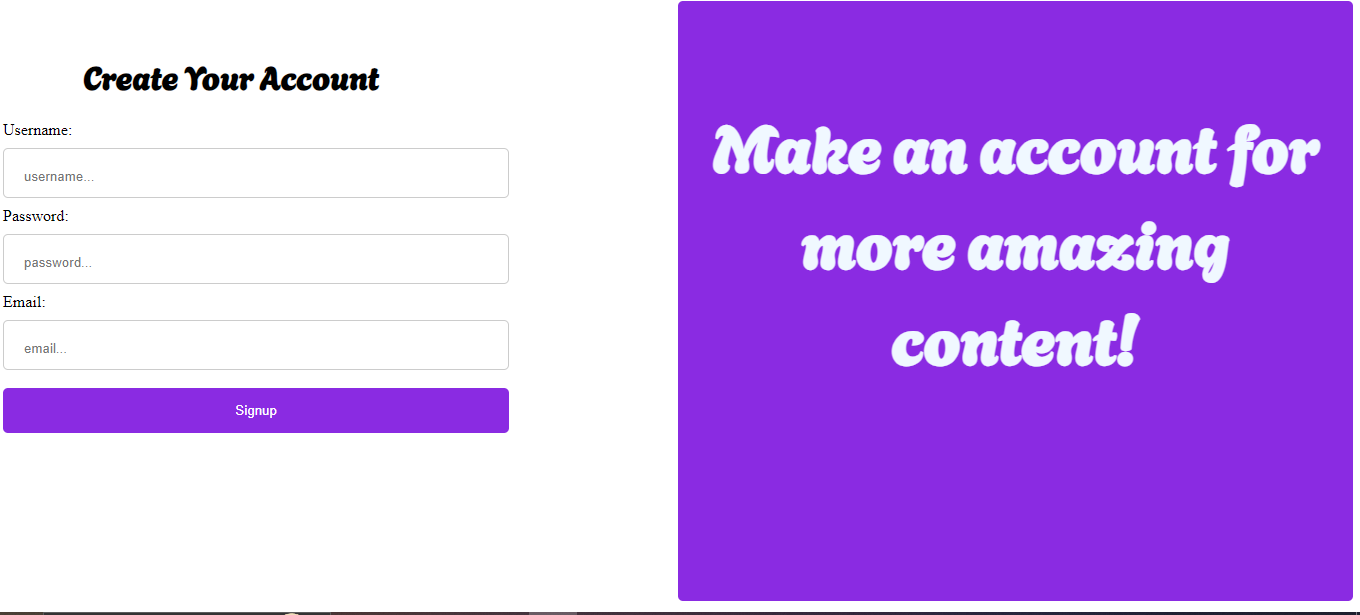 Create Your Account
Username:
username...
Password:
password...
Email:
email...
Signup
Make an account for
more amazing
content!